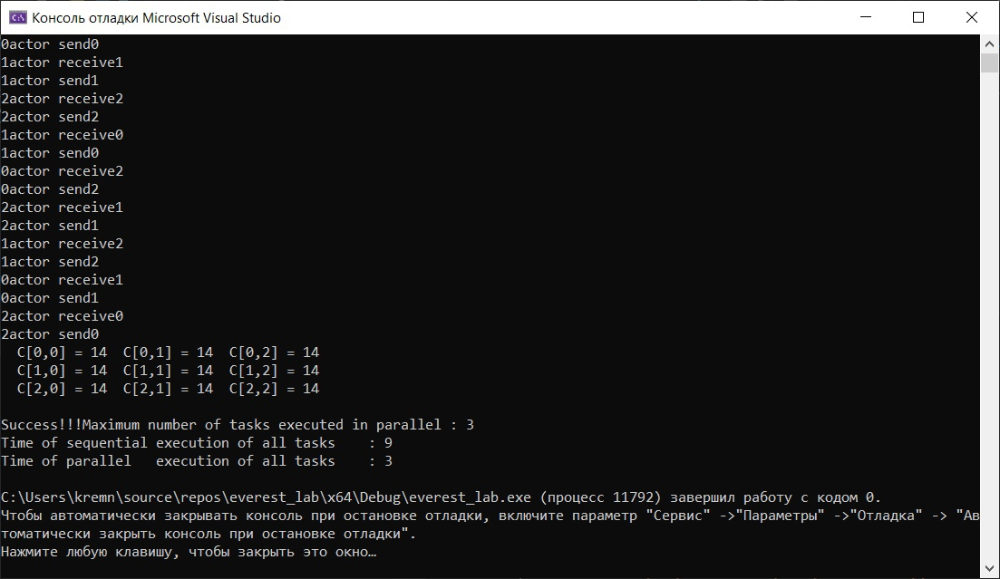 Консоль отладки Microsoft Visual Studio
0actor send0
1actor receive1
1actor send1
2actor receive2
2actor send2
1actor receive0
1actor send0
0actor receive2
0actor send2
2actor receive1
2actor send1
1actor receive2
1actor send2
0actor receive1
0actor send1
2actor receive0
2actor send0
  C[0,0] = 14  C[0,1] = 14  C[0,2] = 14
  C[1,0] = 14  C[1,1] = 14  C[1,2] = 14
  C[2,0] = 14  C[2,1] = 14  C[2,2] = 14
Success!!!Maximum number of tasks executed in parallel : 3
Time of sequential execution of all tasks    : 9
Time of parallel   execution of all tasks    : 3
C:\Users\kremn\source\repos\everest_lab\x64\Debug\everest_lab.exe (процесс 11792) завершил работу с кодом 0.
Чтобы автоматически закрывать консоль при остановке отладки, включите параметр "Сервис" ->"Параметры" ->"Отладка" -> "Ав
томатически закрыть консоль при остановке отладки".
Нажмите любую клавишу, чтобы закрыть это окно…